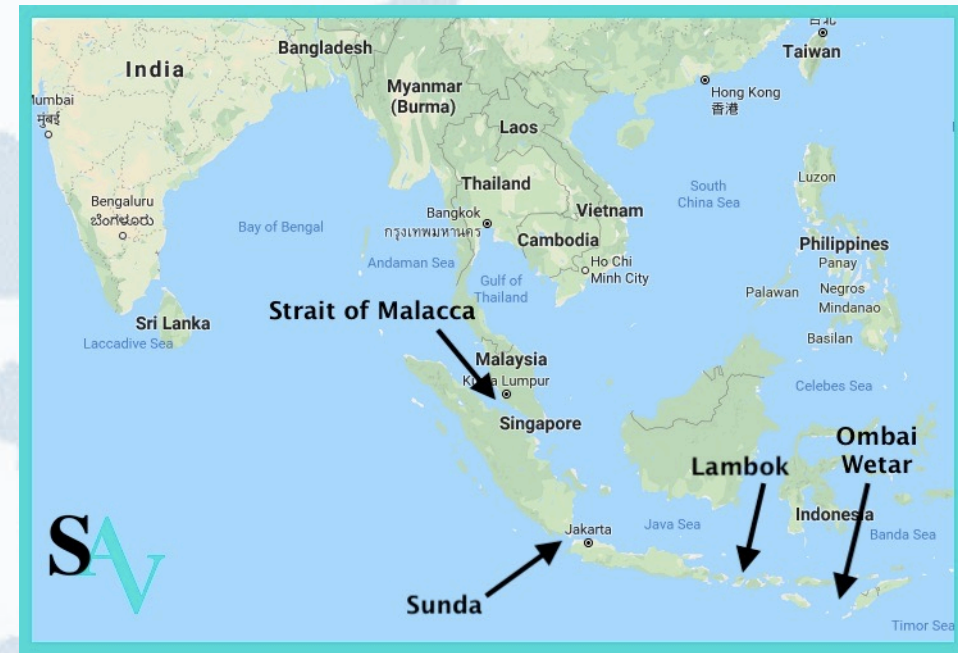 台北
Taiwan
Bangladesh
India
Myanmar
(Burma)
Hong Kong
香港
मुंबई
Laos
Luzon
Thailand
South
China Sea
Bengaluru
ಬೆಂಗಳೂರು
Bangkok
กรุงเทพมหานคร
Vietnam
Bay of Bengal
Cambodia
Philippines
Panay
Andaman Sea
Ho Chi
Minh City
Gulf of
Thailand
Palawan
Negros
Mindanao
Strait of Malacca
Sri Lanka
Laccadive Sea
Basilan
Malaysia
Lumpur
Celebes Sea
Singapore
Ombai
Wetar
Lambok
Indonesia
Java Sea
Banda Sea
Jakarta
SAV
Sunda
Timor Sea